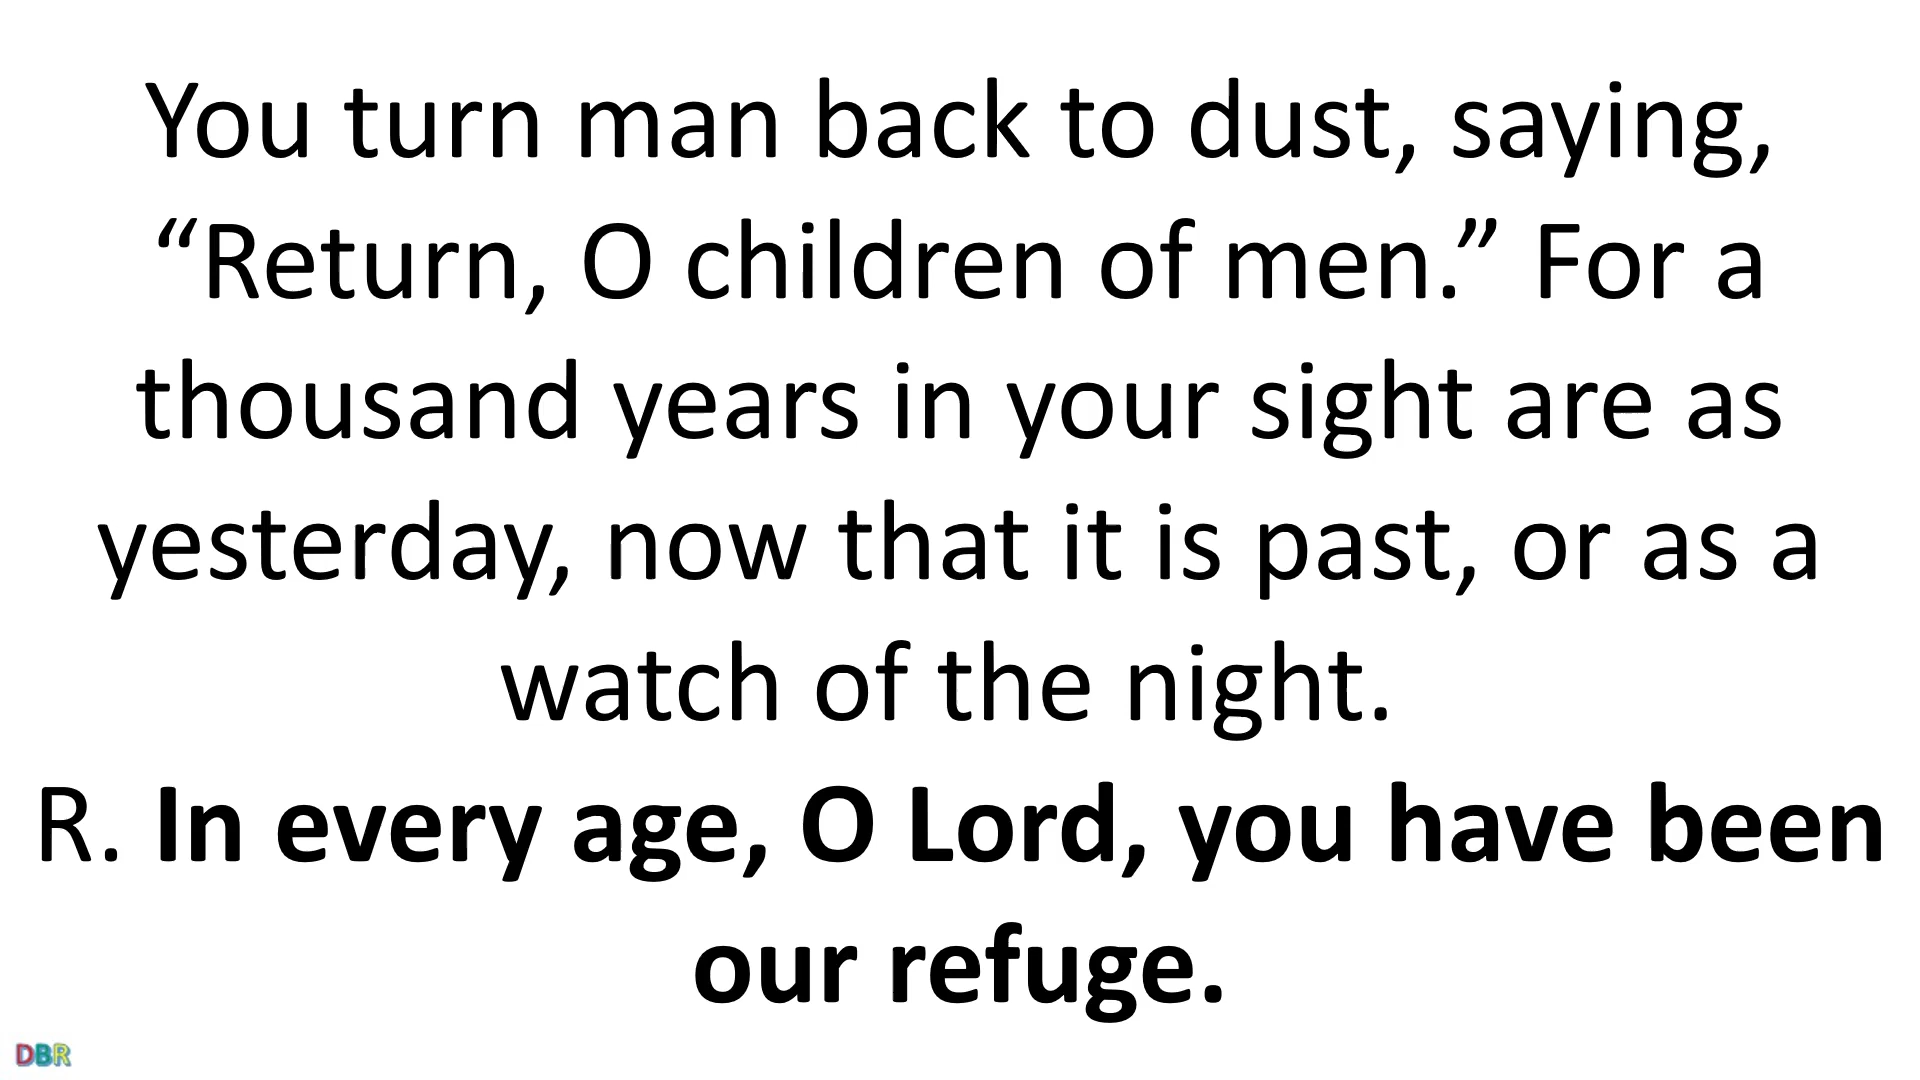 You turn man back to dust, saying,
“Return, O children of men.” For a
thousand years in your sight are as
yesterday, now that it is past, or as a
watch of the night.
R. In every age, O Lord, you have been
our refuge.
DBR